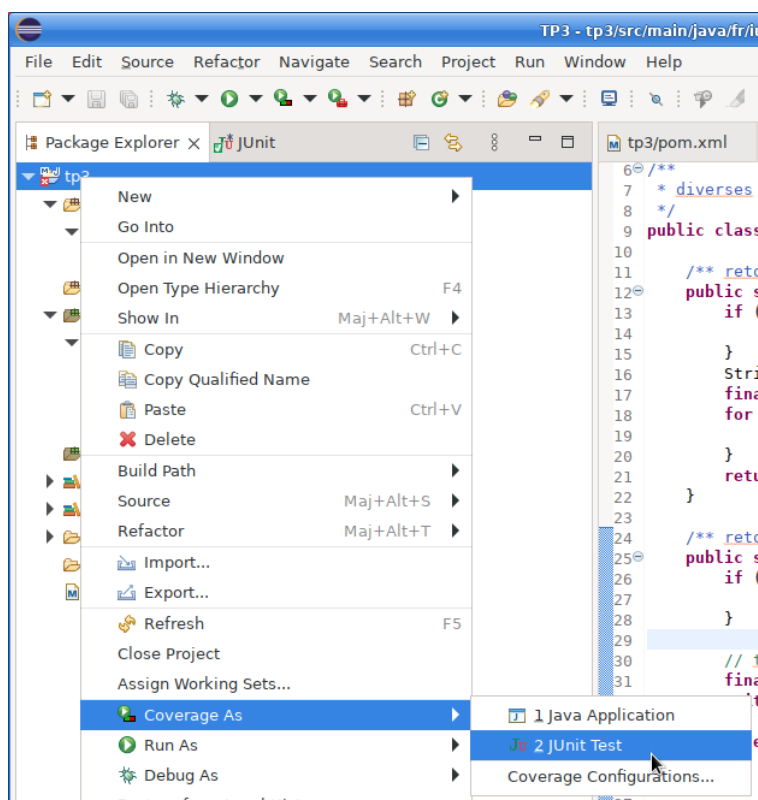 TP3 - tp3/src/main/java/fr/iu
File Edit Source Refactor Navigate Search Project Run Window Help
Package Explorer
JUnit
tp3/pom.xml
tp3
New
Go Into
Open in New Window
Open Type Hierarchy F4
Show In Maj+Alt+W
Copy Ctrl+C
Copy Qualified Name
Paste Ctrl+V
Delete
Build Path
Source Maj+Alt+S
Refactor Maj+Alt+T
Import...
Export...
Refresh F5
Close Project
Assign Working Sets...
Coverage As
Run As
Debug As
1 Java Application
2 JUnit Test
Coverage Configurations...
6 /**
7 * diverses
8 */
9 public class
10
11 /** reto
12 public s
13 if (
14
15 }
16 Stri
17 fina
18 for
19
20 }
21 retu
22 }
23
24 /** reto
25 public s
26 if (
27
28 }
29
30 // t
31 fina